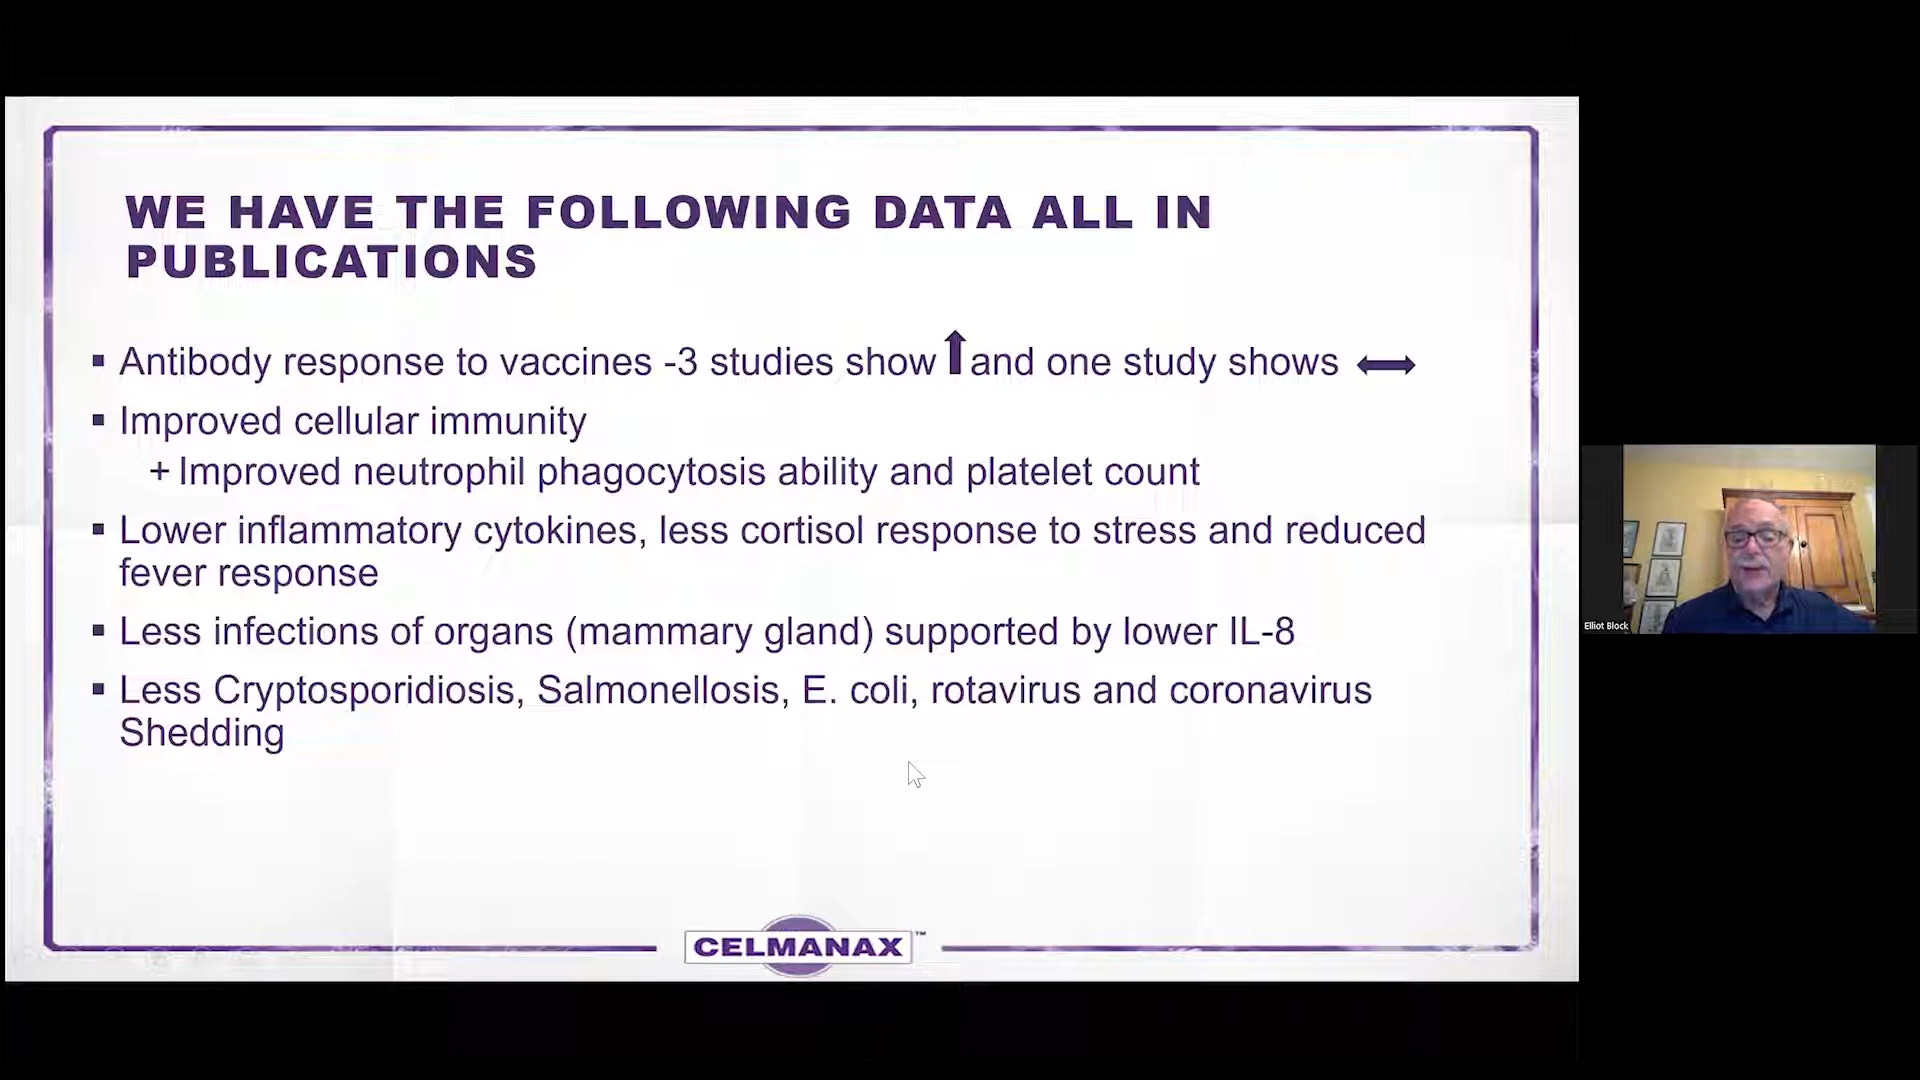 WE HAVE THE FOLLOWING DATA ALL IN
PUBLICATIONS
▪ Antibody response to vaccines -3 studies show ⬆ and one study shows ↔
▪ Improved cellular immunity
+ Improved neutrophil phagocytosis ability and platelet count
▪ Lower inflammatory cytokines, less cortisol response to stress and reduced
fever response
▪ Less infections of organs (mammary gland) supported by lower IL-8
▪ Less Cryptosporidiosis, Salmonellosis, E. coli, rotavirus and coronavirus
Shedding
CELMANAX™
Elliot Block